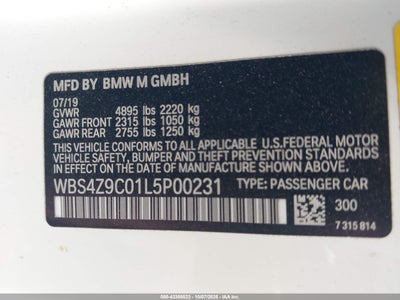 MFD BY BMW M GMBH
07/19
GVWR 4895 lbs 2220 kg
GAWR FRONT 2315 lbs 1050 kg
GAWR REAR 2755 lbs 1250 kg
THIS VEHICLE CONFORMS TO ALL APPLICABLE U.S. FEDERAL MOTOR
VEHICLE SAFETY, BUMPER, AND THEFT PREVENTION STANDARDS
IN EFFECT ON THE DATE OF MANUFACTURE SHOWN ABOVE.
WBS4Z9C01L5P00231 TYPE: PASSENGER CAR
300
7 315 814